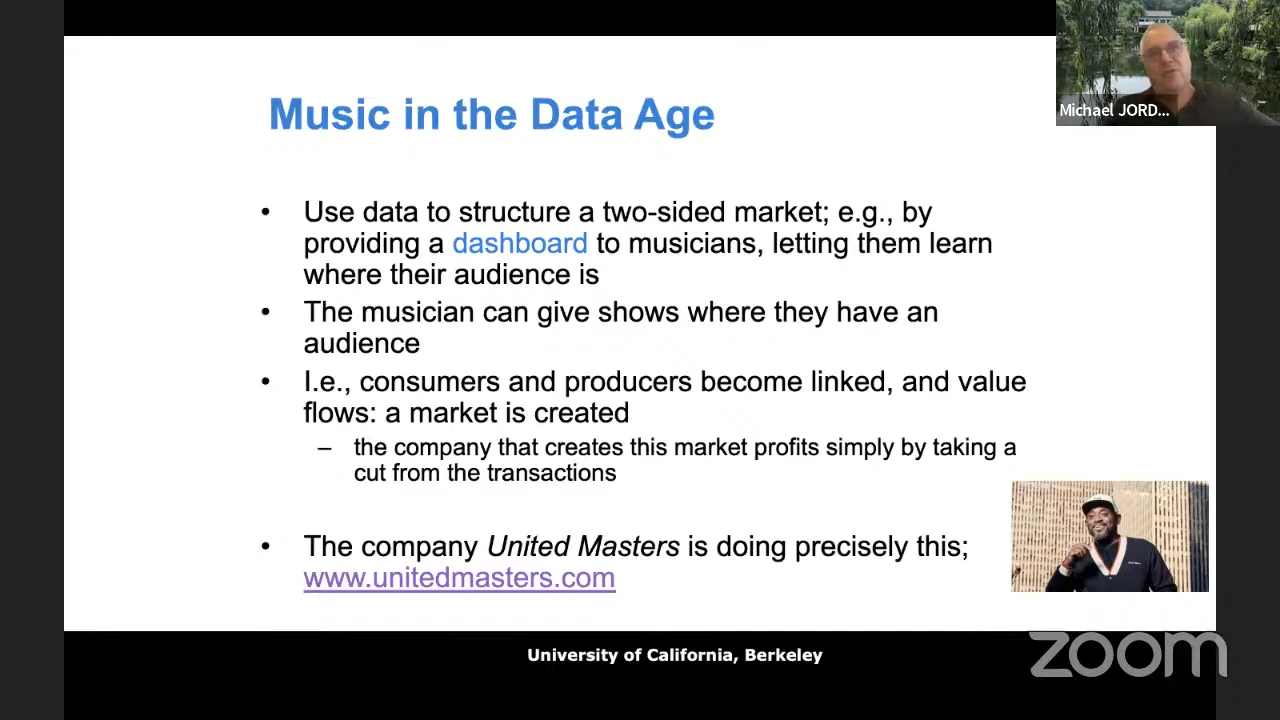 Michael JORD...
Music in the Data Age
• Use data to structure a two-sided market; e.g., by
providing a dashboard to musicians, letting them learn
where their audience is
• The musician can give shows where they have an
audience
• I.e., consumers and producers become linked, and value
flows: a market is created
– the company that creates this market profits simply by taking a
cut from the transactions
• The company United Masters is doing precisely this;
www.unitedmasters.com
University of California, Berkeley
zoom